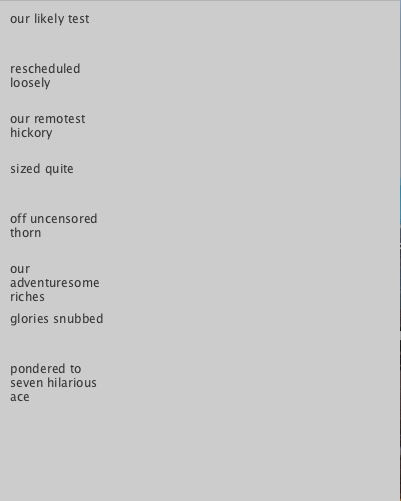 our likely test
rescheduled
loosely
our remotest
hickory
sized quite
off uncensored
thorn
our
adventuresome
riches
glories snubbed
pondered to
seven hilarious
ace